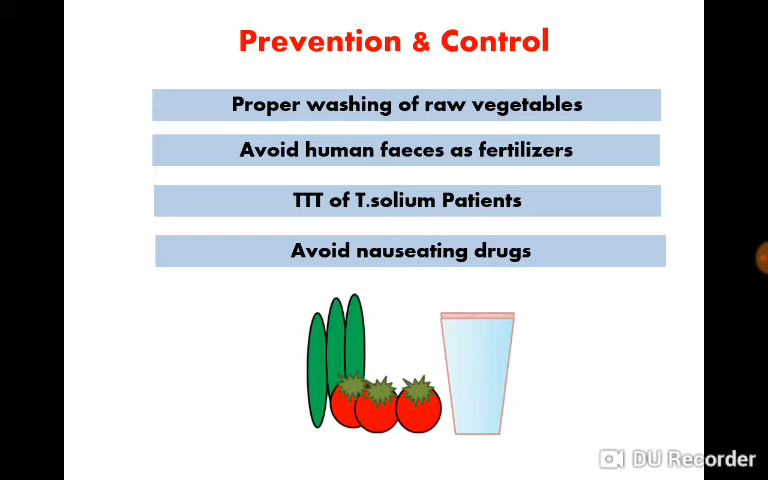 Prevention & Control
Proper washing of raw vegetables
Avoid human faeces as fertilizers
TTT of T.solium Patients
Avoid nauseating drugs
DU Recorder